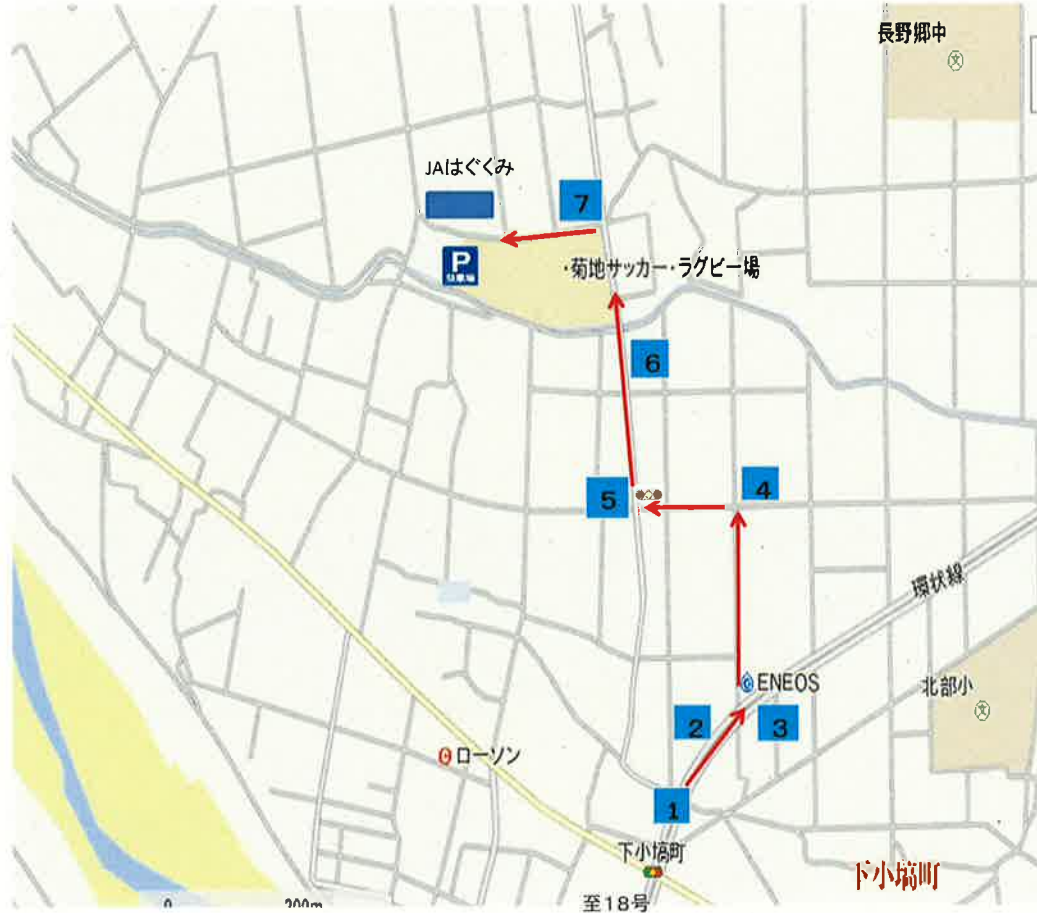 長野郷中
文
JAはぐくみ
7
P
駐車場
・菊地サッカー・ラグビー場
6
5
4
環状線
ENEOS
北部小
文
2
3
ローソン
1
下小塙町
下小塙町
至18号
0 200m